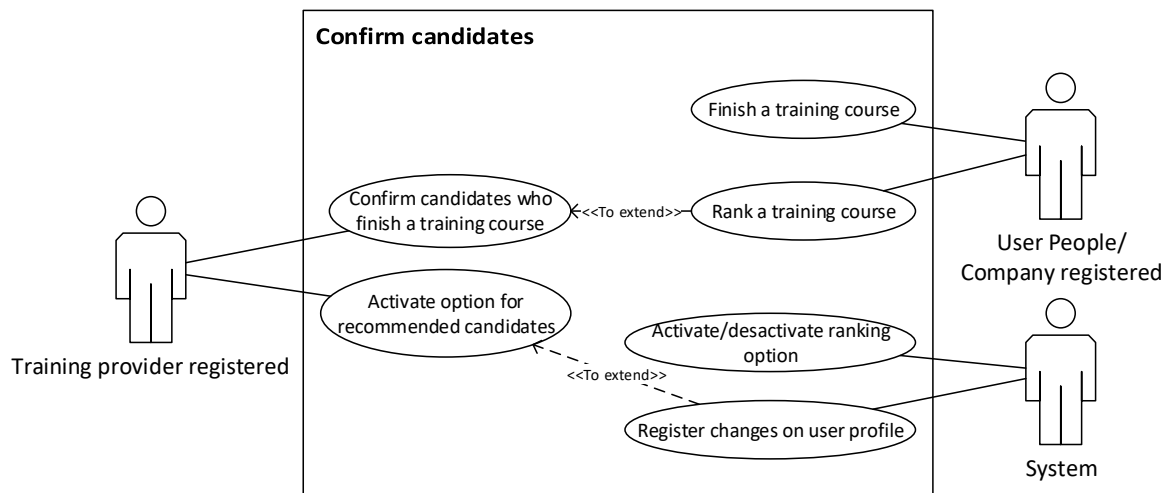 Confirm candidates
Finish a training course
Confirm candidates who
finish a training course
<<To extend>>
Rank a training course
User People/
Company registered
Training provider registered
Activate option for
recommended candidates
Activate/desactivate ranking
option
<<To extend>>
Register changes on user profile
System